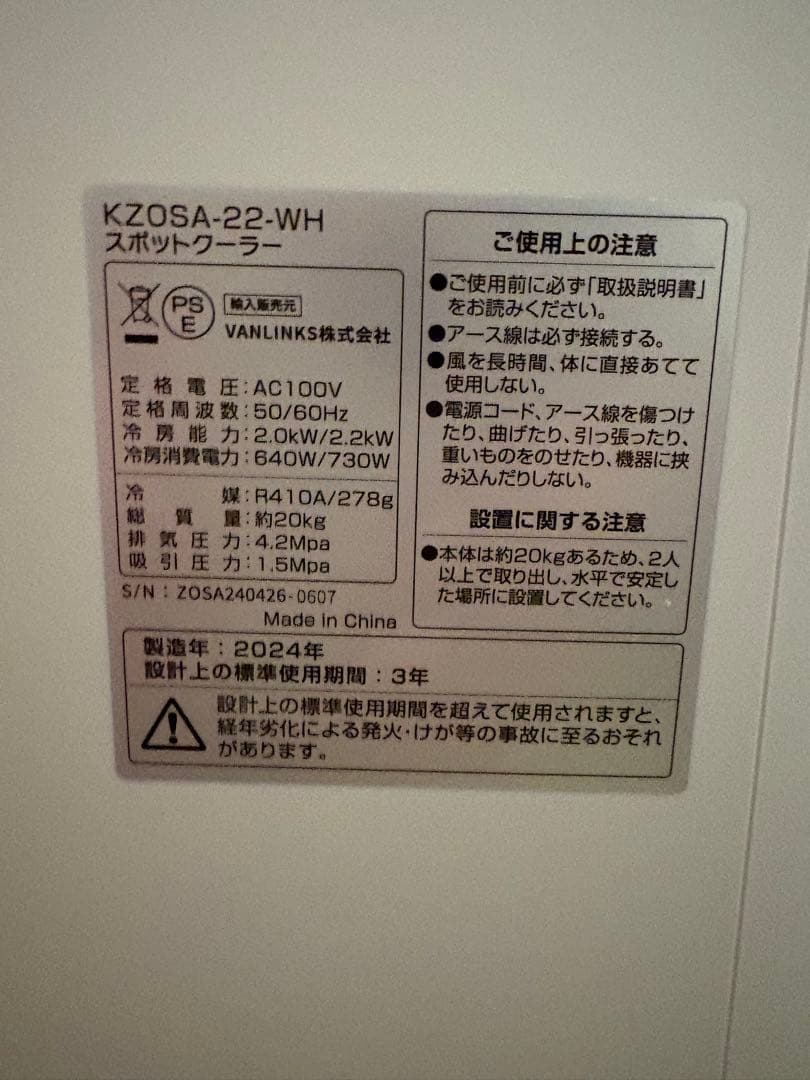 KZOSA-22-WH
スポットクーラー
PS
E
輸入販売元
VANLINKS株式会社
定格電圧:AC100V
定格周波数:50/60Hz
冷房能力:2.0kW/2.2kW
冷房消費電力:640W/730W
冷媒:R410A/278g
総質量:約20kg
排気圧力:4.2Mpa
吸引圧力:1.5Mpa
S/N：ZOSA240426-0607
Made in China
ご使用上の注意
●ご使用前に必ず「取扱説明書」
をお読みください。
●アース線は必ず接続する。
●風を長時間、体に直接あてて
使用しない。
●電源コード、アース線を傷つけ
たり、曲げたり、引っ張ったり、
重いものをのせたり、機器に挟
み込んだりしない。
設置に関する注意
●本体は約20kgあるため、2人
以上で取り出し、水平で安定し
た場所に設置してください。
製造年：2024年
設計上の標準使用期間：3年
設計上の標準使用期間を超えて使用されますと、
経年劣化による発火・けが等の事故に至るおそれ
があります。